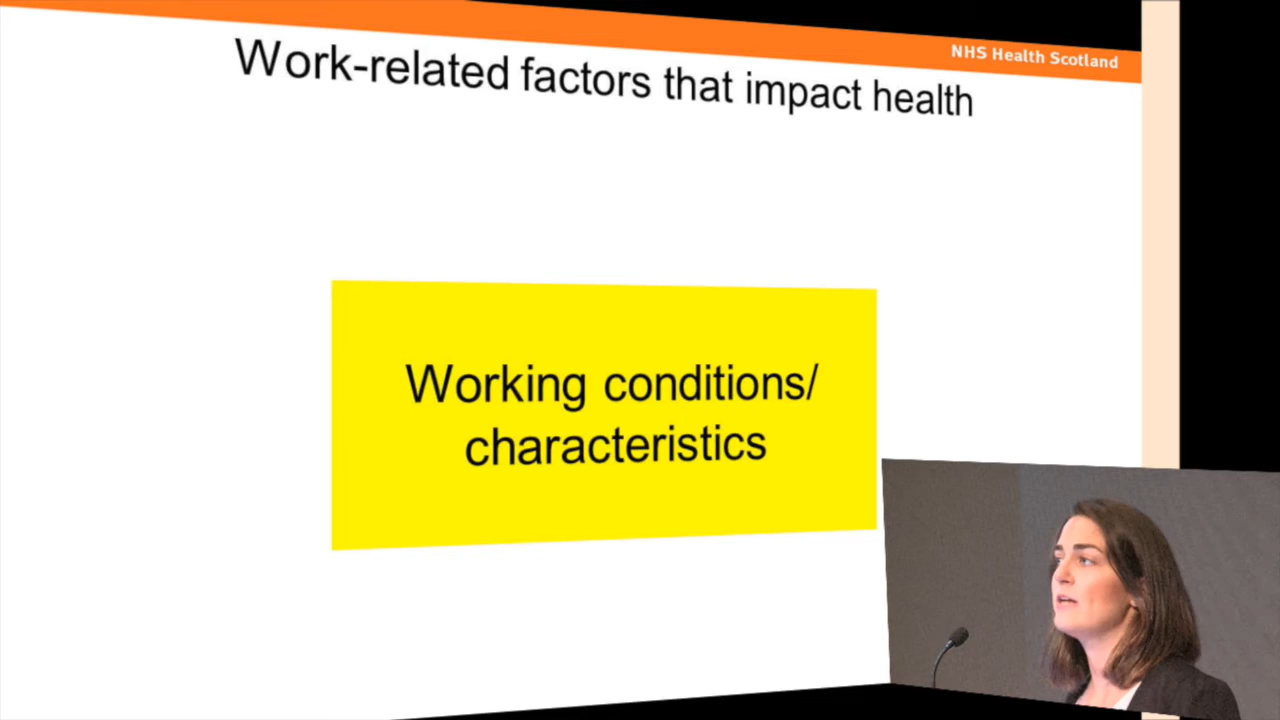 NHS Health Scotland
Work-related factors that impact health
Working conditions/
characteristics